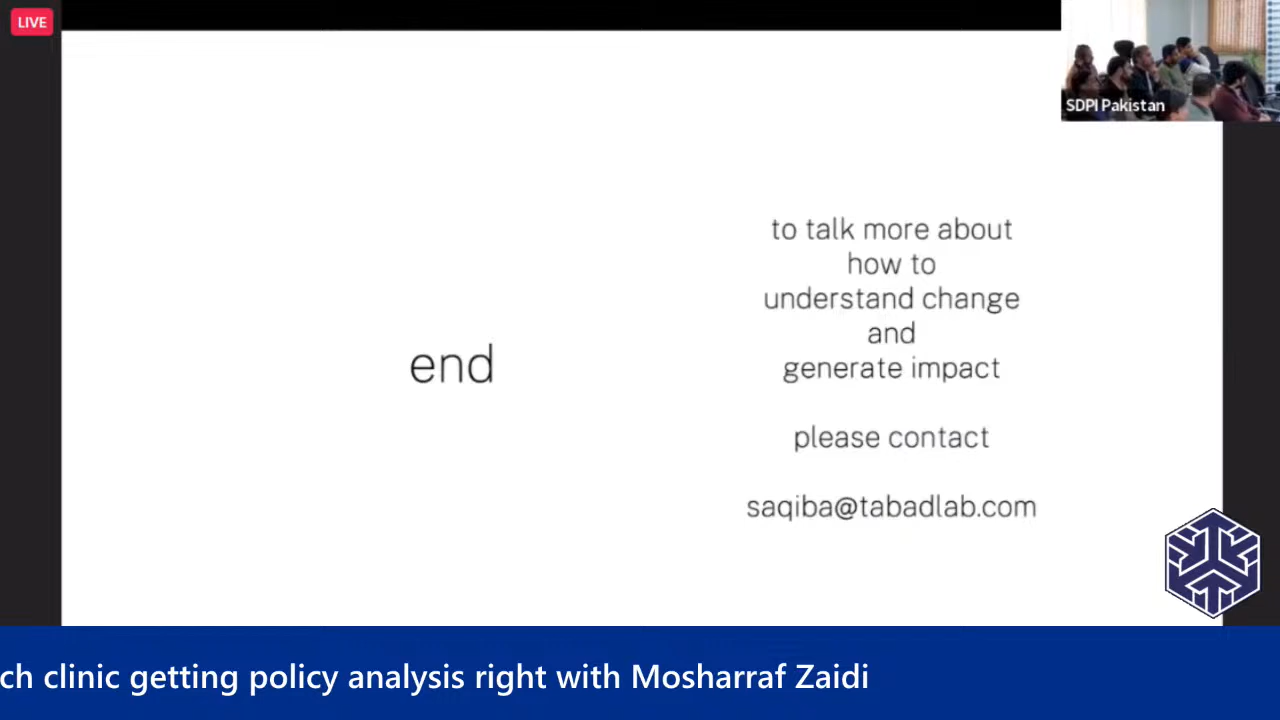 LIVE
SDPI Pakistan
end
to talk more about
how to
understand change
and
generate impact
please contact
saqiba@tabadlab.com
ch clinic getting policy analysis right with Mosharraf Zaidi